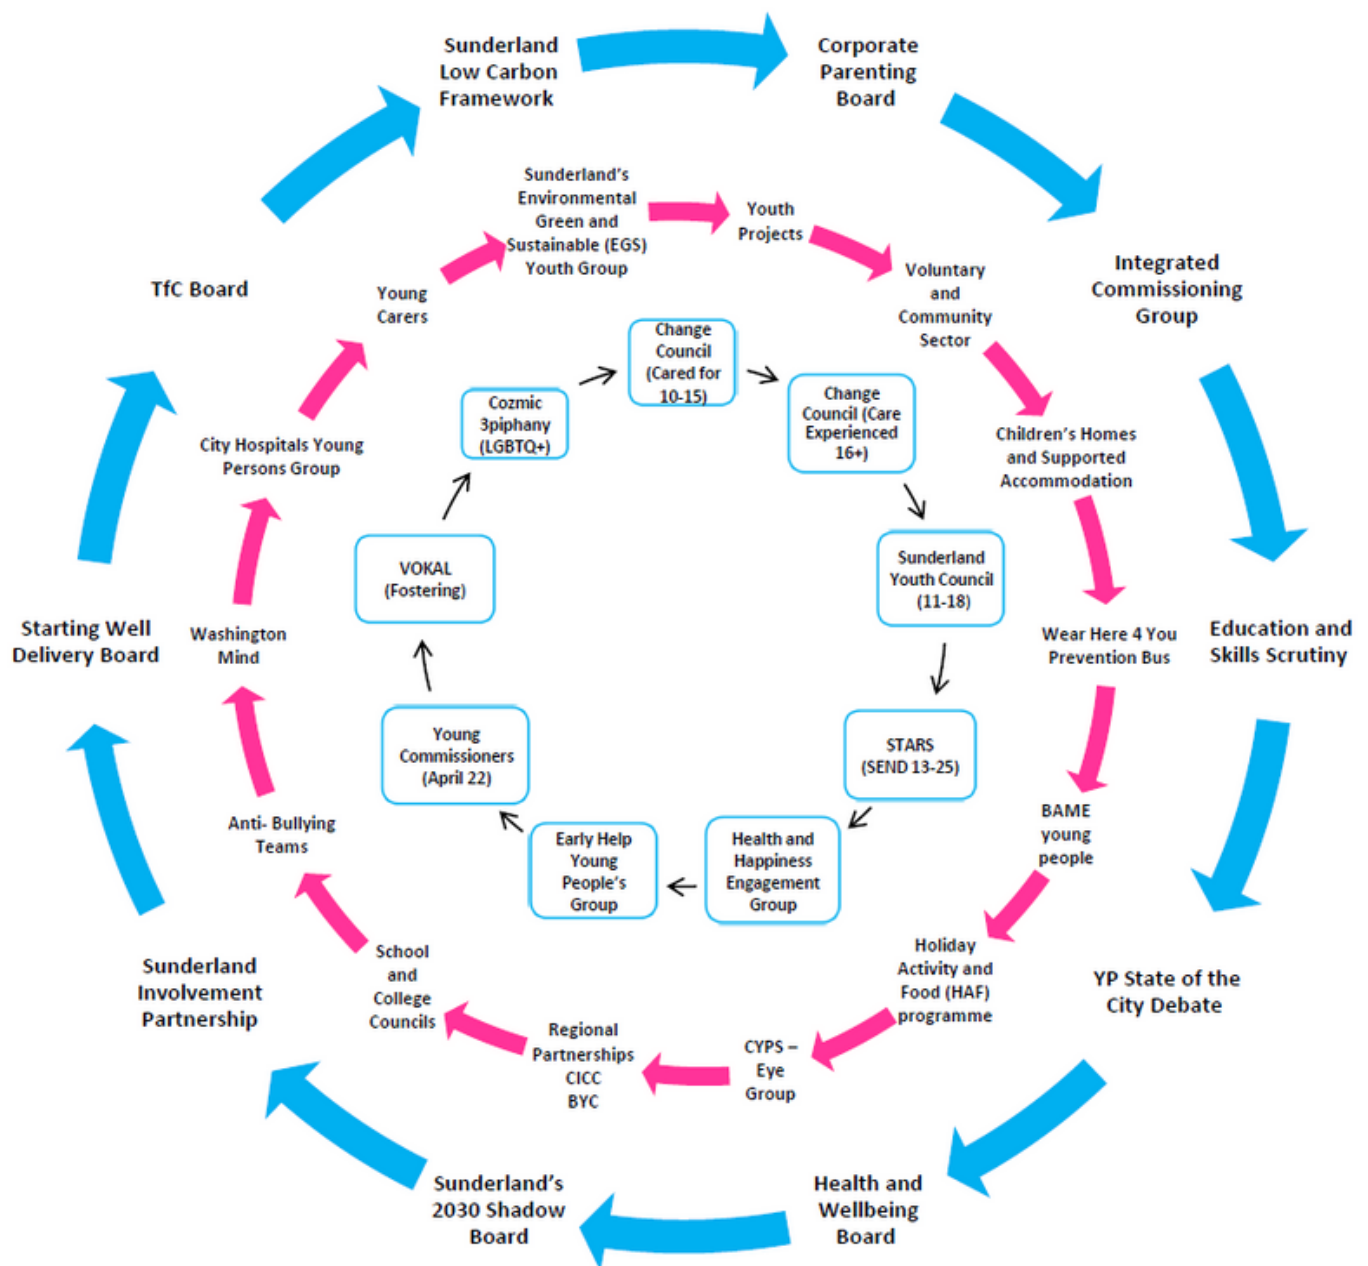 Sunderland
Low Carbon
Framework
Corporate
Parenting
Board
Integrated
Commissioning
Group
Education and
Skills Scrutiny
YP State of the
City Debate
Health and
Wellbeing
Board
Sunderland's
2030 Shadow
Board
Sunderland
Involvement
Partnership
Starting Well
Delivery Board
TfC Board
Sunderland's
Environmental
Green and
Sustainable (EGS)
Youth Group
Youth
Projects
Voluntary
and
Community
Sector
Children's Homes
and Supported
Accommodation
Wear Here 4 You
Prevention Bus
BAME
young
people
Holiday
Activity and
Food (HAF)
programme
CYPS –
Eye
Group
Regional
Partnerships
CICC
BYC
School
and
College
Councils
Anti- Bullying
Teams
Washington
Mind
City Hospitals Young
Persons Group
Young
Carers
Change
Council
(Cared for
10-15)
Change
Council (Care
Experienced
16+)
Sunderland
Youth Council
(11-18)
STARS
(SEND 13-25)
Health and
Happiness
Engagement
Group
Early Help
Young
People's
Group
Young
Commissioners
(April 22)
VOKAL
(Fostering)
Cozmic
3piphany
(LGBTQ+)